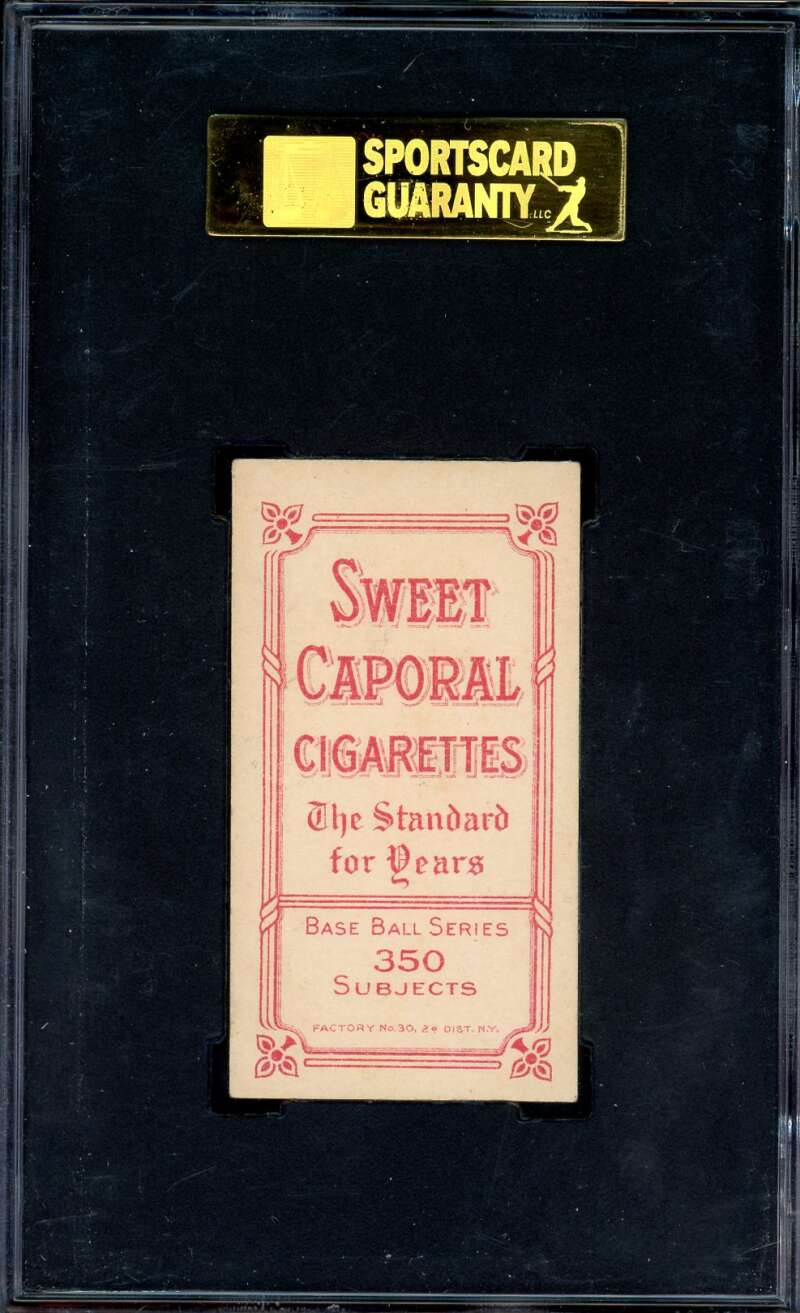 SPORTSCARD
GUARANTY LLC
SWEET
CAPORAL
CIGARETTES
The Standard
for Years
BASE BALL SERIES
350
SUBJECTS
FACTORY No. 30, 2d DIST. N.Y.